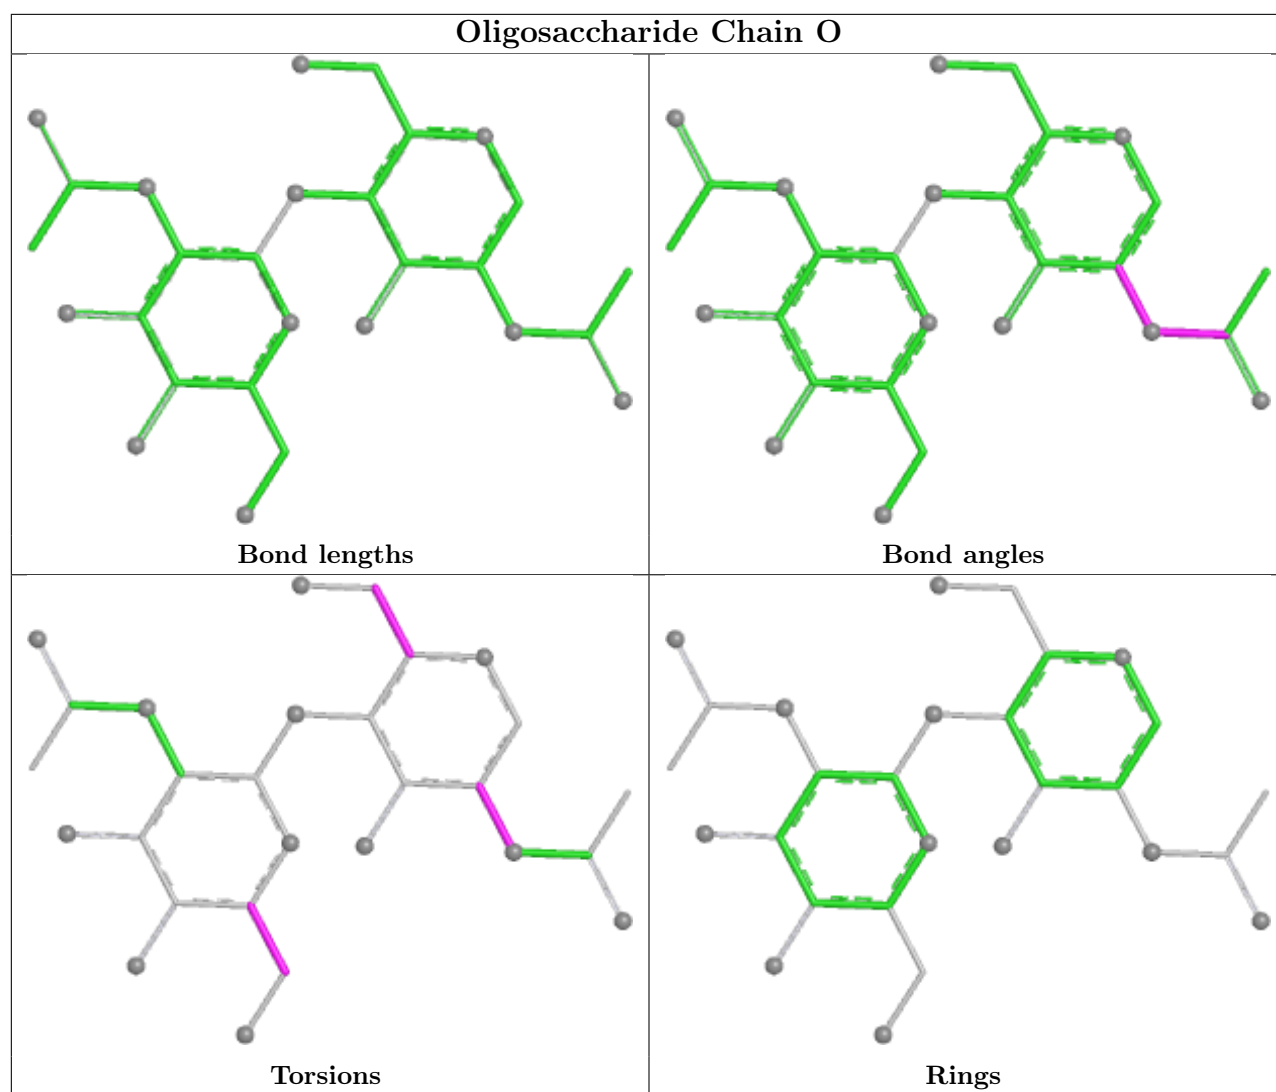 Oligosaccharide Chain O
Bond lengths
Bond angles
Torsions
Rings